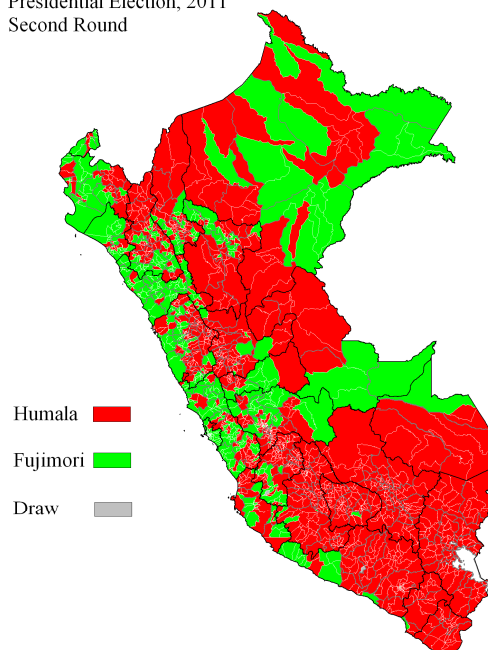 Presidential Election, 2011
Second Round
Humala
Fujimori
Draw